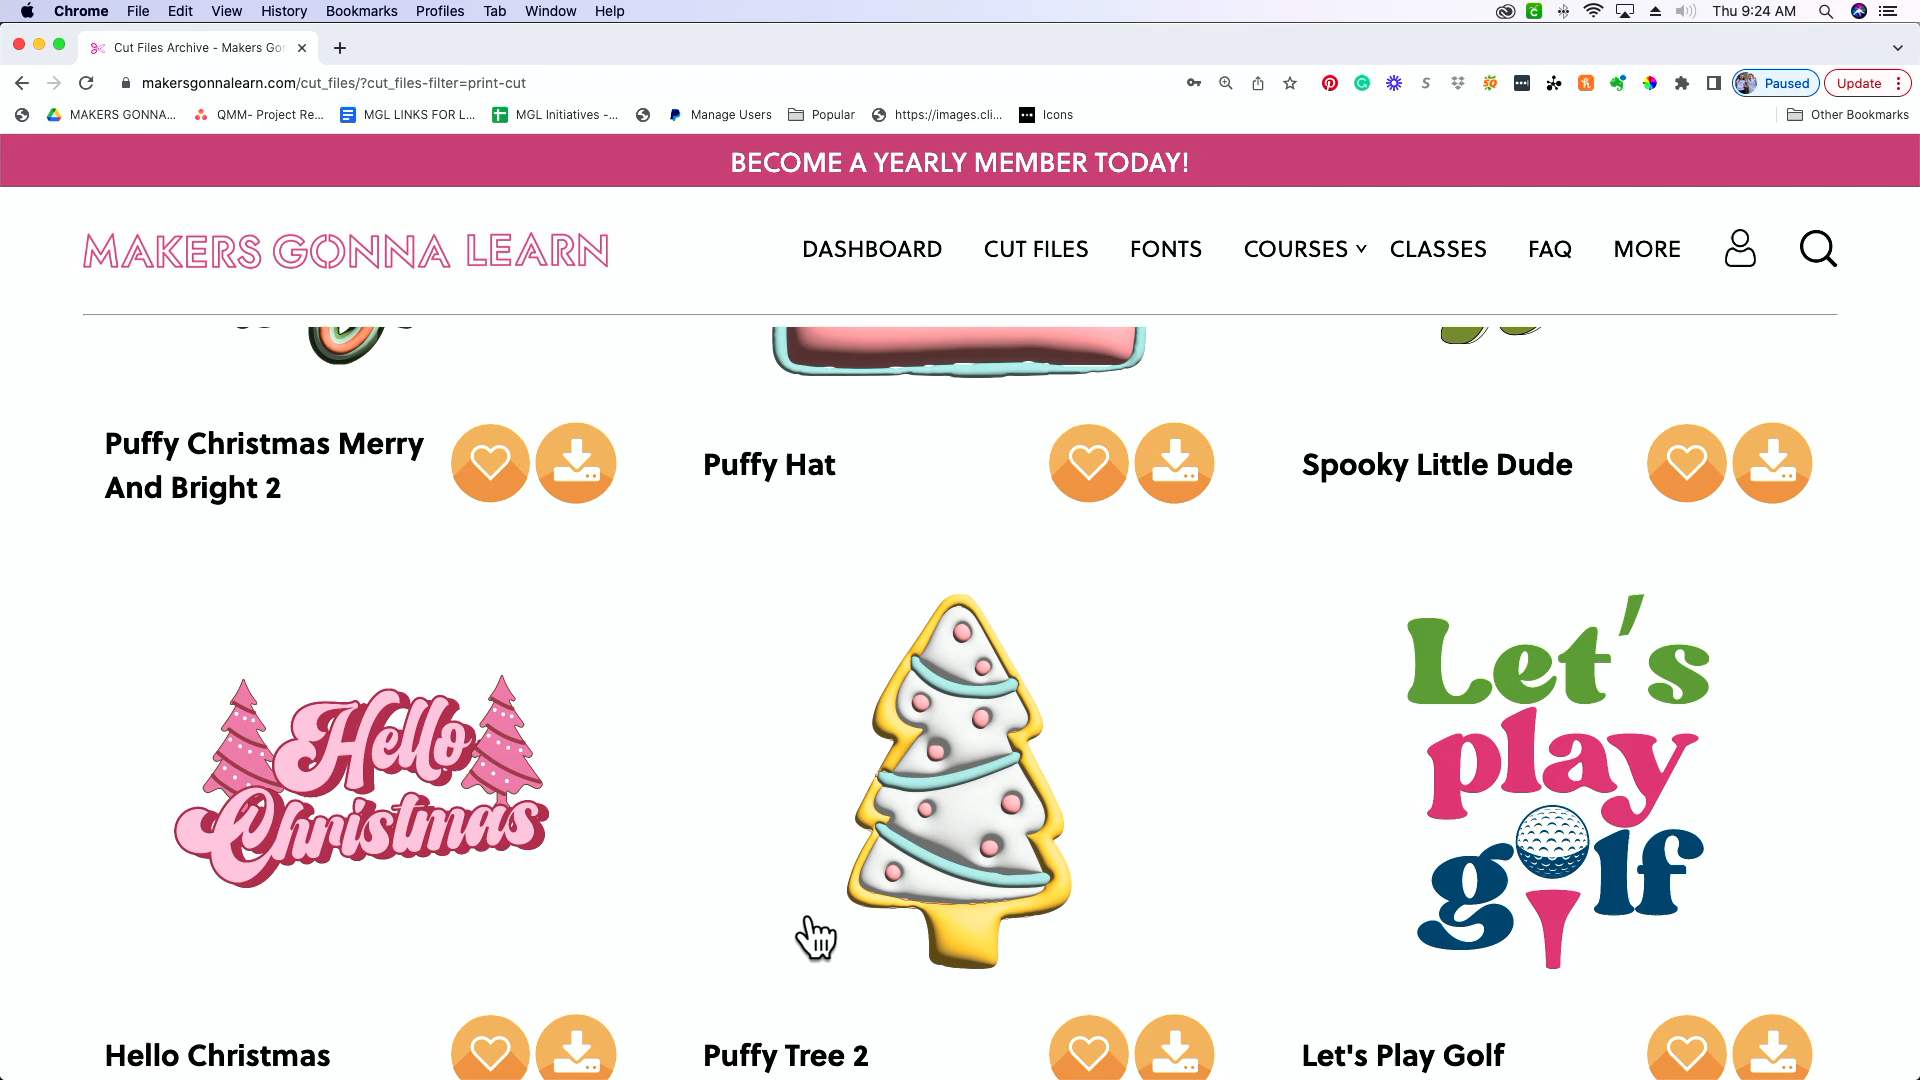 Chrome File Edit View History Bookmarks Profiles Tab Window Help Thu 9:24 AM
Cut Files Archive - Makers Gon
makersgonnalearn.com/cut_files/?cut_files-filter=print-cut Paused Update
MAKERS GONNA... QMM- Project Re... MGL LINKS FOR L... MGL Initiatives -... Manage Users Popular https://images.cli... Icons Other Bookmarks
BECOME A YEARLY MEMBER TODAY!
MAKERS GONNA LEARN DASHBOARD CUT FILES FONTS COURSES CLASSES FAQ MORE
Puffy Christmas Merry
And Bright 2
Puffy Hat
Spooky Little Dude
Hello
Christmas
Let's
play
golf
Hello Christmas
Puffy Tree 2
Let's Play Golf